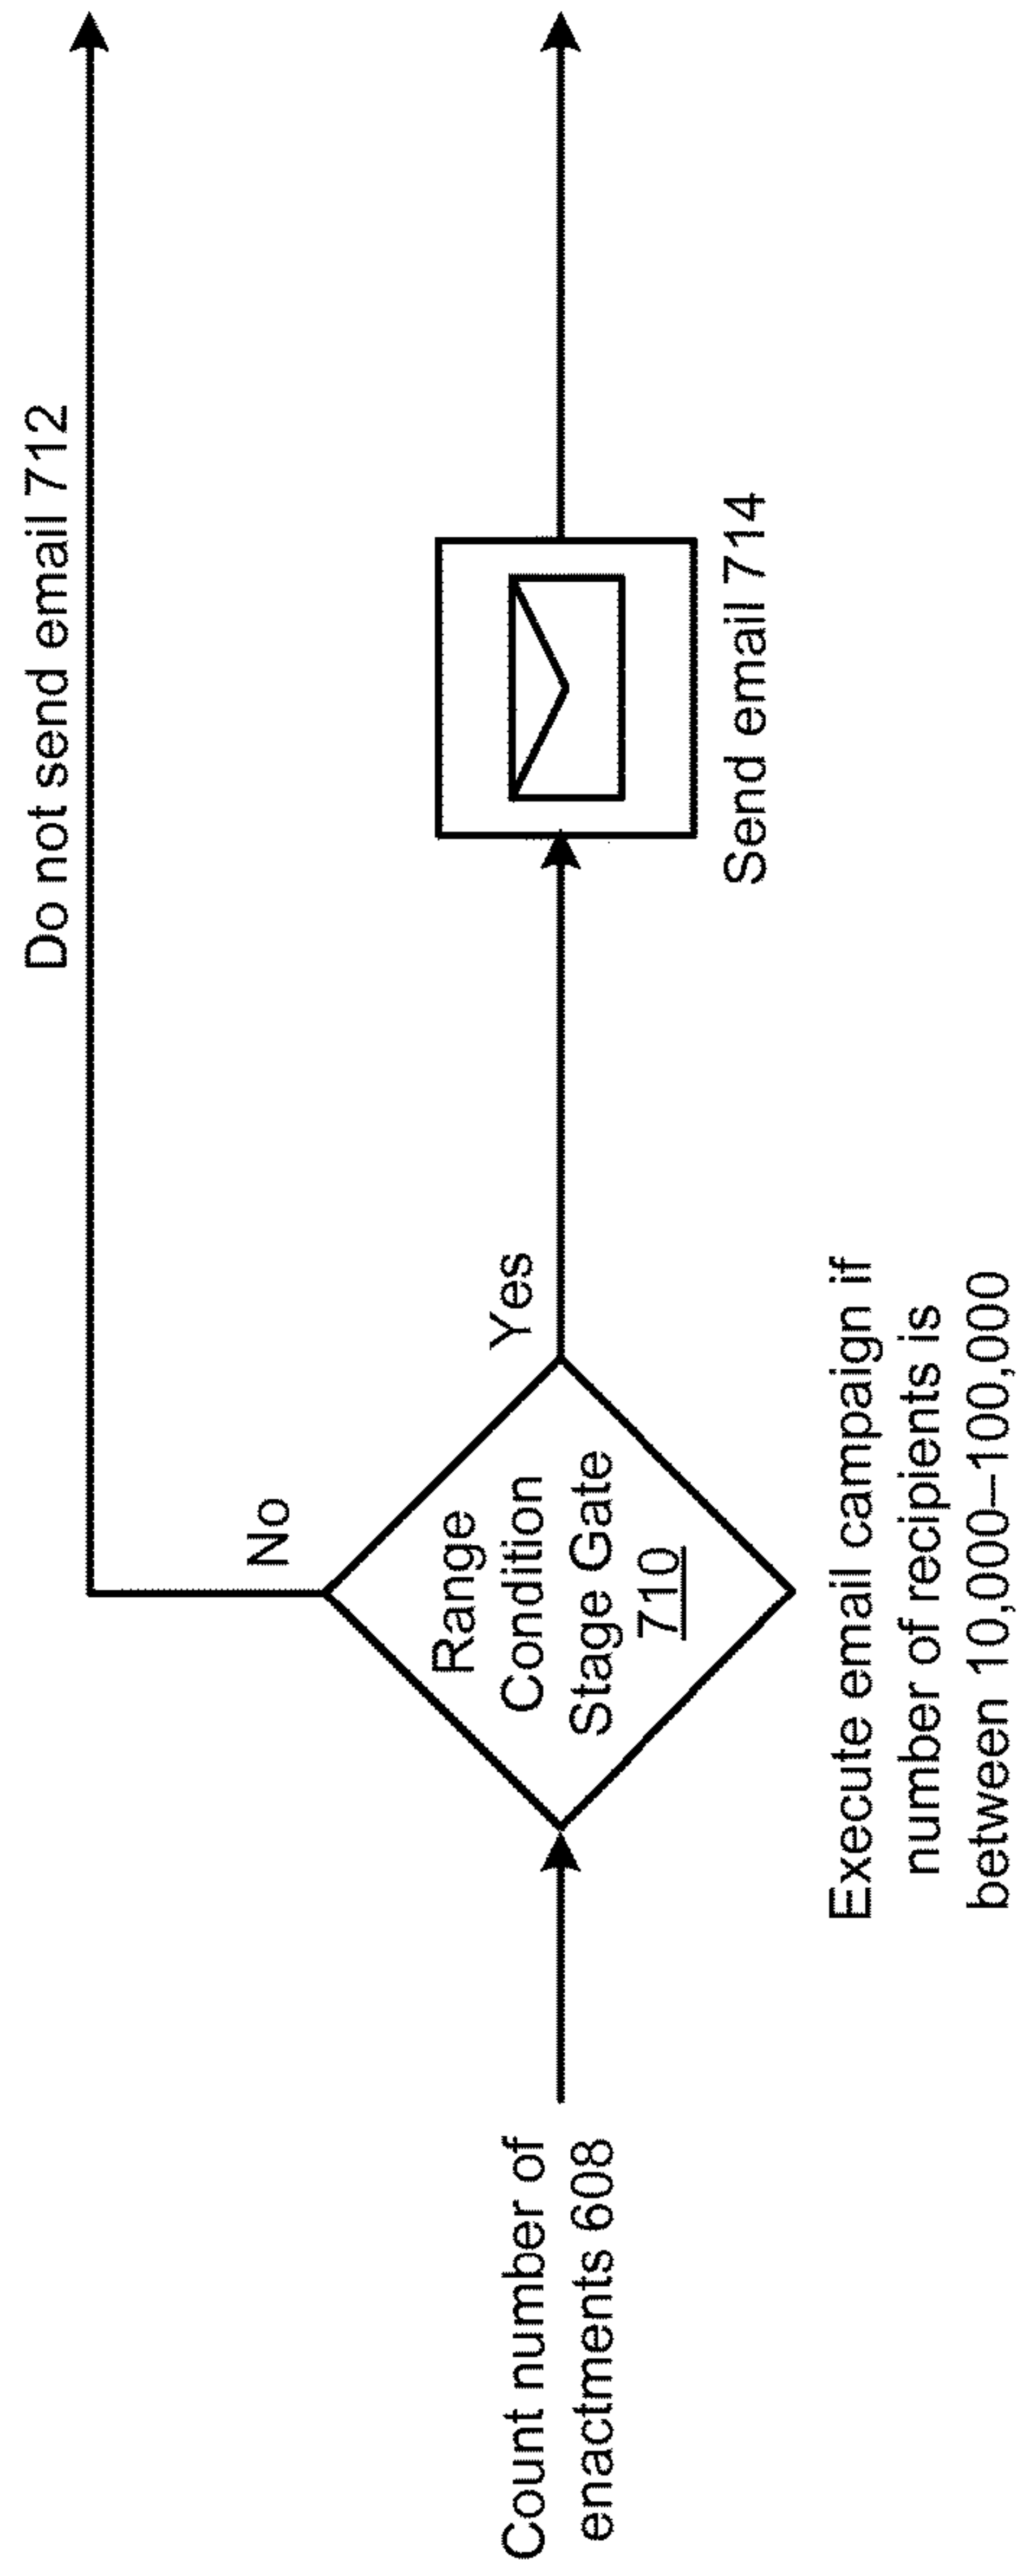 Count number of
enactments 608
Range
Condition
Stage Gate
710
Execute email campaign if
number of recipients is
between 10,000–100,000
No
Yes
Do not send email 712
Send email 714